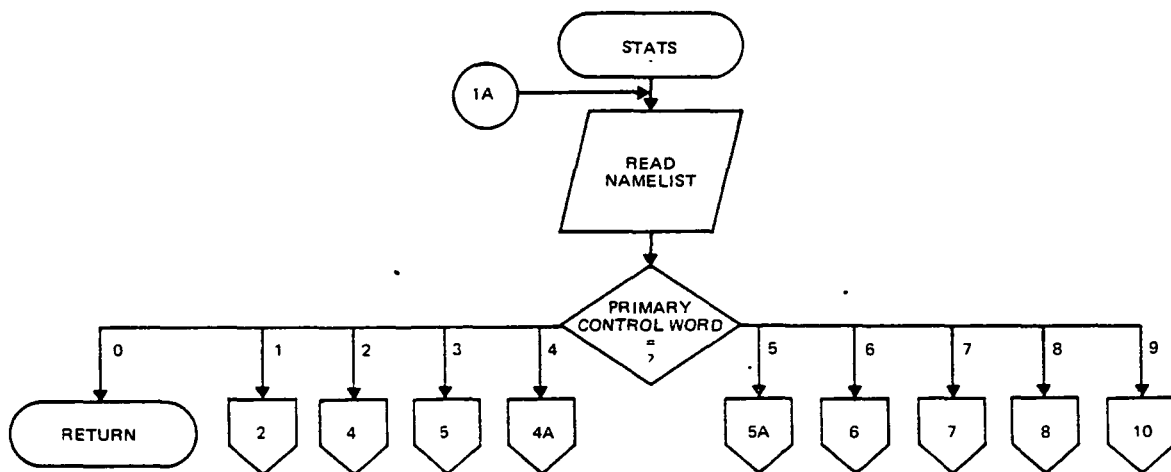 STATS
1A
READ
NAMELIST
PRIMARY
CONTROL WORD
=
?
0
1
2
3
4
5
6
7
8
9
RETURN
2
4
5
4A
5A
6
7
8
10